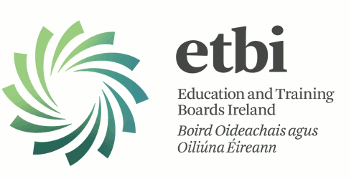 etbi
Education and Training
Boards Ireland
Boird Oideachais agus
Oiliúna Éireann